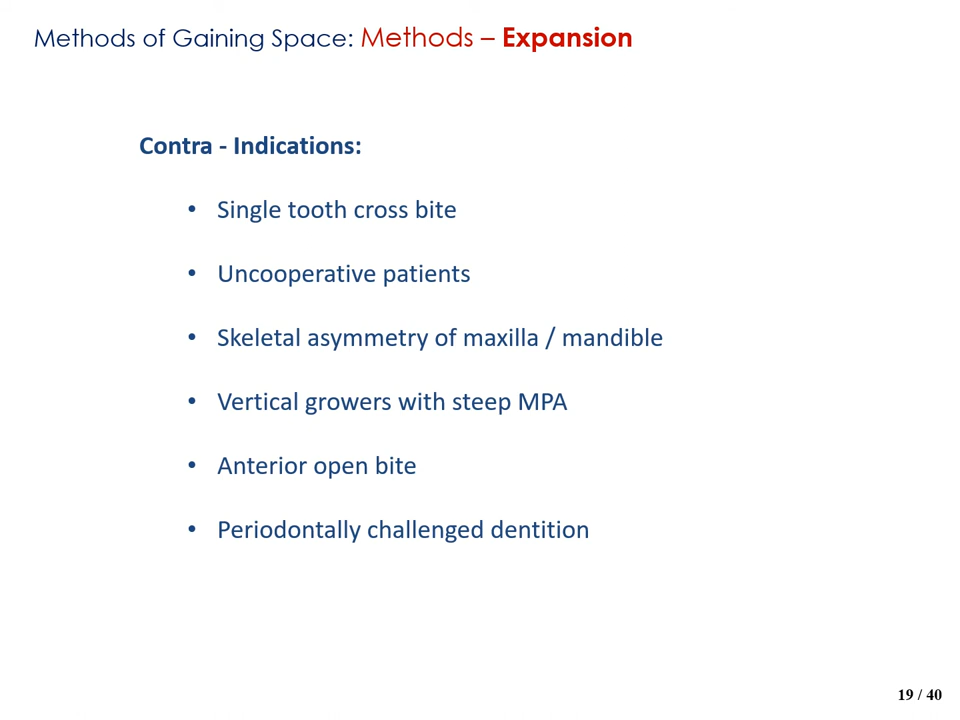 Methods of Gaining Space: Methods – Expansion
Contra - Indications:
• Single tooth cross bite
• Uncooperative patients
• Skeletal asymmetry of maxilla / mandible
• Vertical growers with steep MPA
• Anterior open bite
• Periodontally challenged dentition
19 / 40